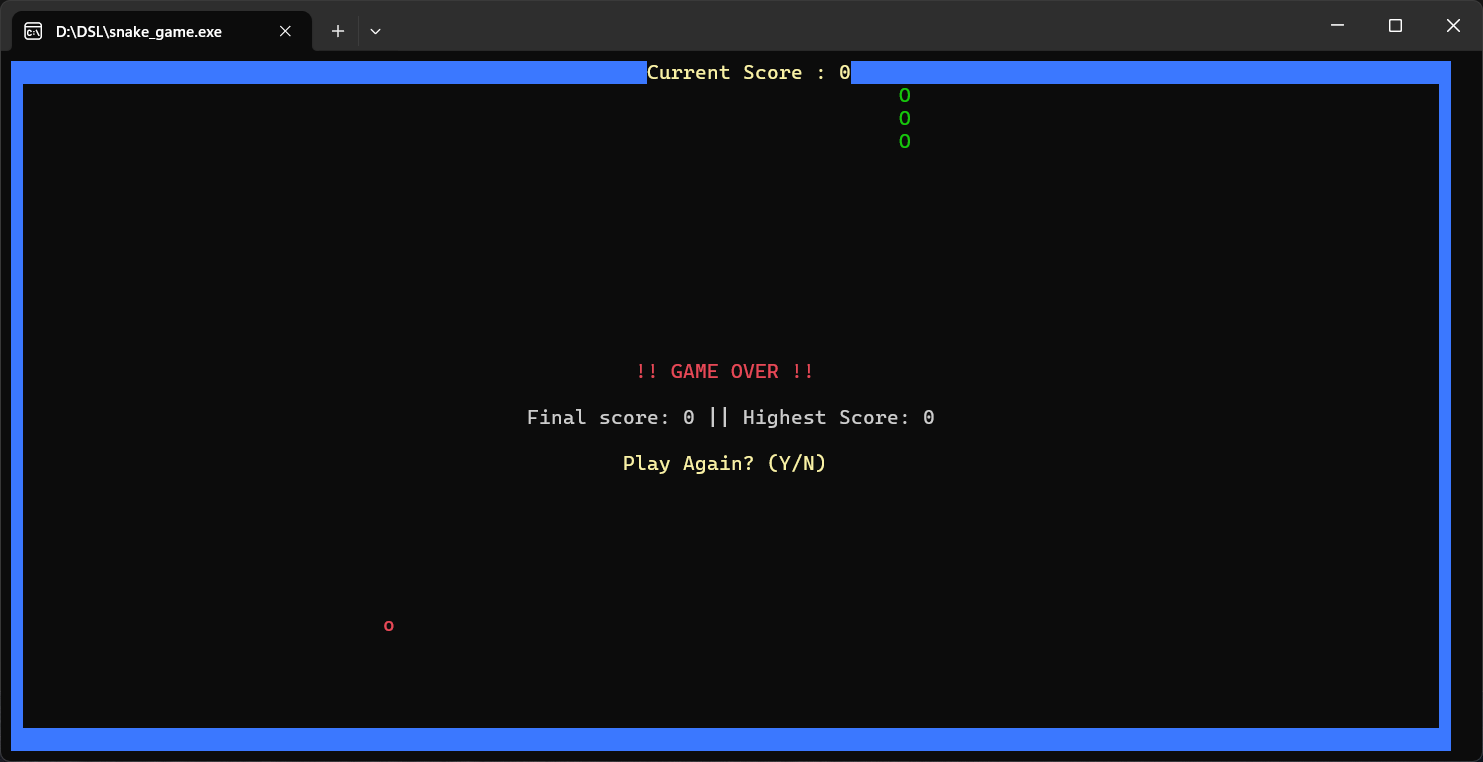 D:\DSL\snake_game.exe
Current Score : 0
O
O
O
!! GAME OVER !!
Final score: 0 || Highest Score: 0
Play Again? (Y/N)
o